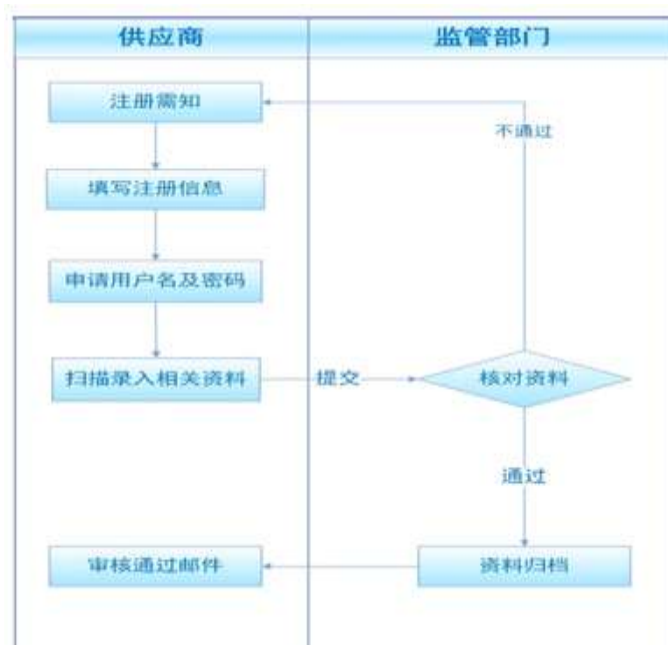 供应商
监管部门
注册需知
不通过
填写注册信息
申请用户名及密码
扫描录入相关资料
提交
核对资料
通过
审核通过邮件
资料归档